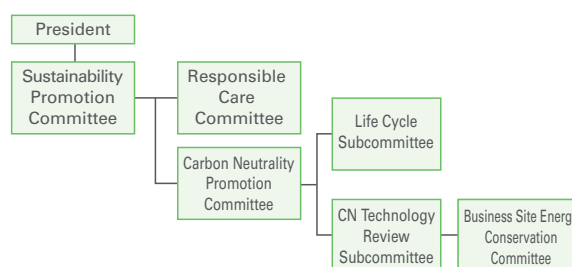 President
Sustainability
Promotion
Committee
Responsible
Care
Committee
Carbon Neutrality
Promotion
Committee
Life Cycle
Subcommittee
CN Technology
Review
Subcommittee
Business Site Energ
Conservation
Committee